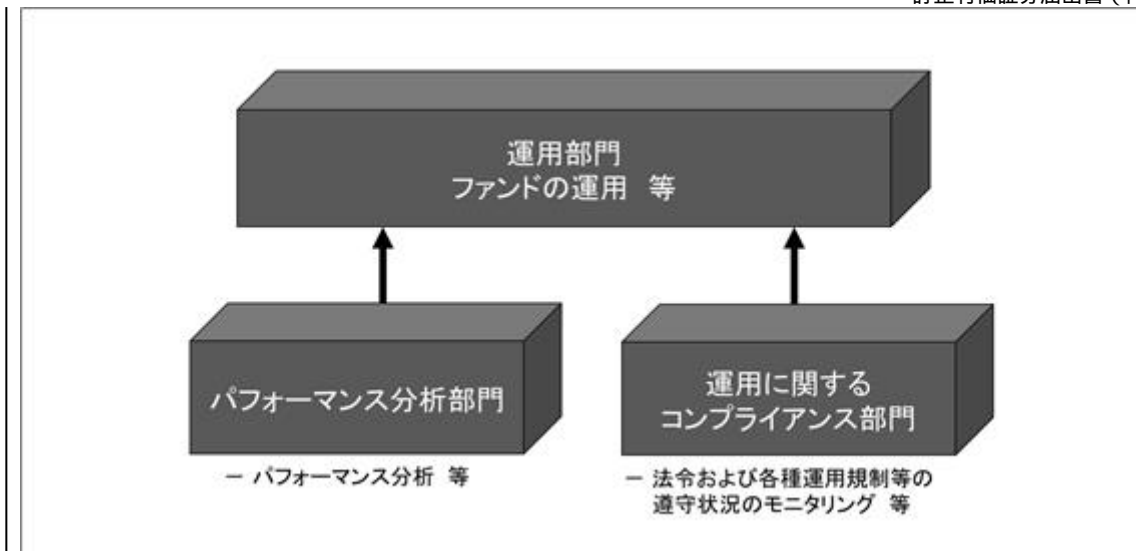 運用部門
ファンドの運用　等
パフォーマンス分析部門
－ パフォーマンス分析 等
運用に関する
コンプライアンス部門
－ 法令および各種運用規制等の
遵守状況のモニタリング 等